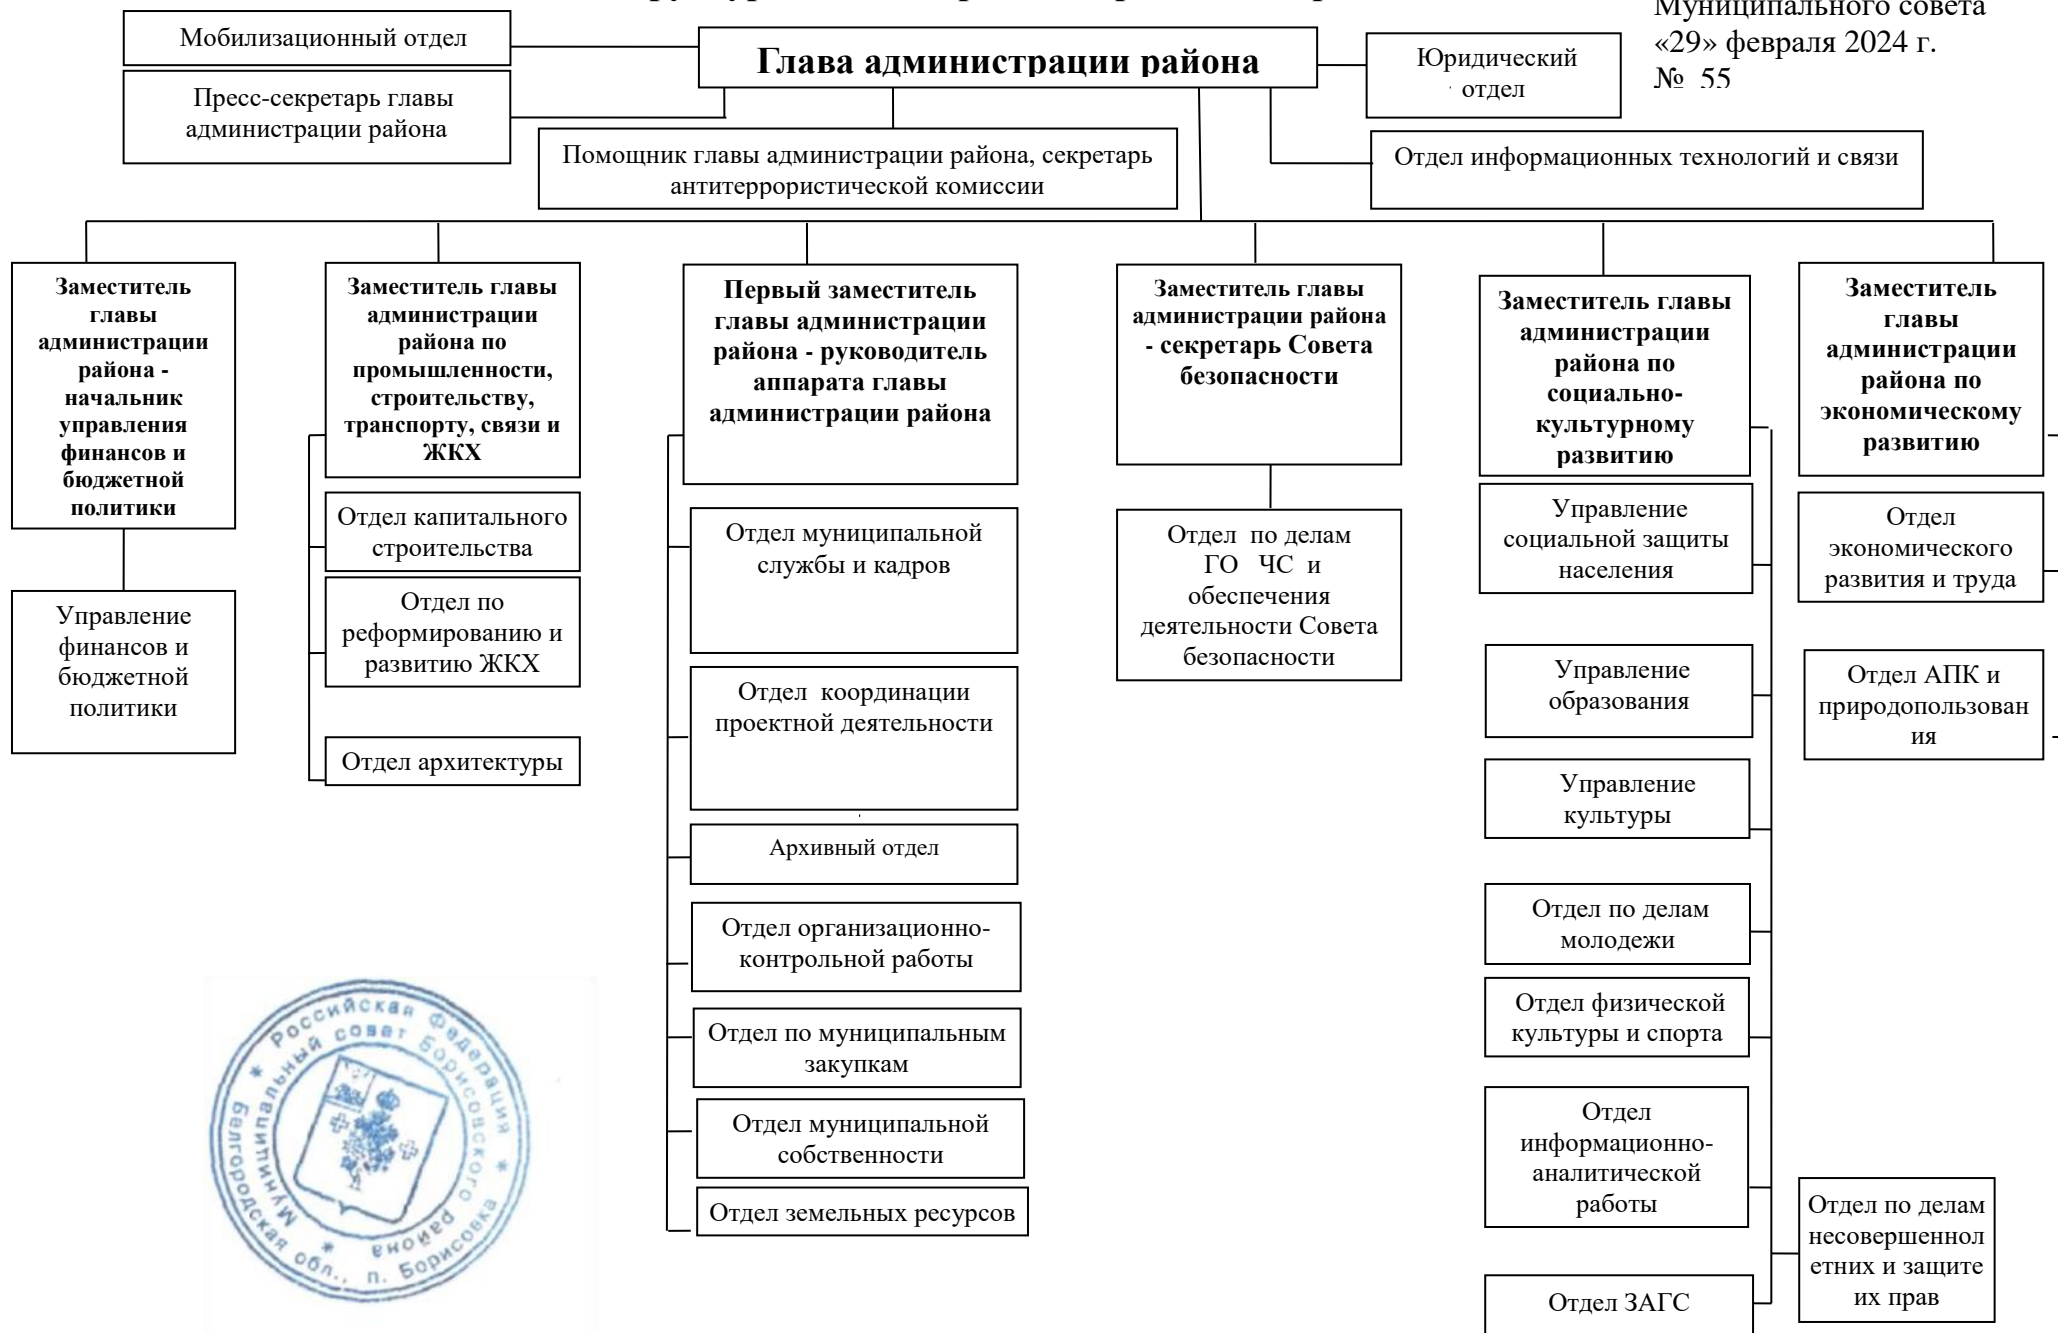 Муниципального совета
«29» февраля 2024 г.
№ 55
Мобилизационный отдел
Глава администрации района
Юридический
отдел
Пресс-секретарь главы
администрации района
Помощник главы администрации района, секретарь
антитеррористической комиссии
Отдел информационных технологий и связи
Заместитель
главы
администрации
района -
начальник
управления
финансов и
бюджетной
политики
Управление
финансов и
бюджетной
политики
Заместитель главы
администрации
района по
промышленности,
строительству,
транспорту, связи и
ЖКХ
Отдел капитального
строительства
Отдел по
реформированию и
развитию ЖКХ
Отдел архитектуры
Первый заместитель
главы администрации
района - руководитель
аппарата главы
администрации района
Отдел муниципальной
службы и кадров
Отдел координации
проектной деятельности
Архивный отдел
Отдел организационно-
контрольной работы
Отдел по муниципальным
закупкам
Отдел муниципальной
собственности
Отдел земельных ресурсов
Заместитель главы
администрации района
- секретарь Совета
безопасности
Отдел по делам
ГО ЧС и
обеспечения
деятельности Совета
безопасности
Заместитель главы
администрации
района по
социально-
культурному
развитию
Управление
социальной защиты
населения
Управление
образования
Управление
культуры
Отдел по делам
молодежи
Отдел физической
культуры и спорта
Отдел
информационно-
аналитической
работы
Отдел ЗАГС
Отдел по делам
несовершеннол
етних и защите
их прав
Заместитель
главы
администрации
района по
экономическому
развитию
Отдел
экономического
развития и труда
Отдел АПК и
природопользован
ия
* Российская Федерация * Белгородская обл., п. Борисовка
Муниципальный совет Борисовского района *